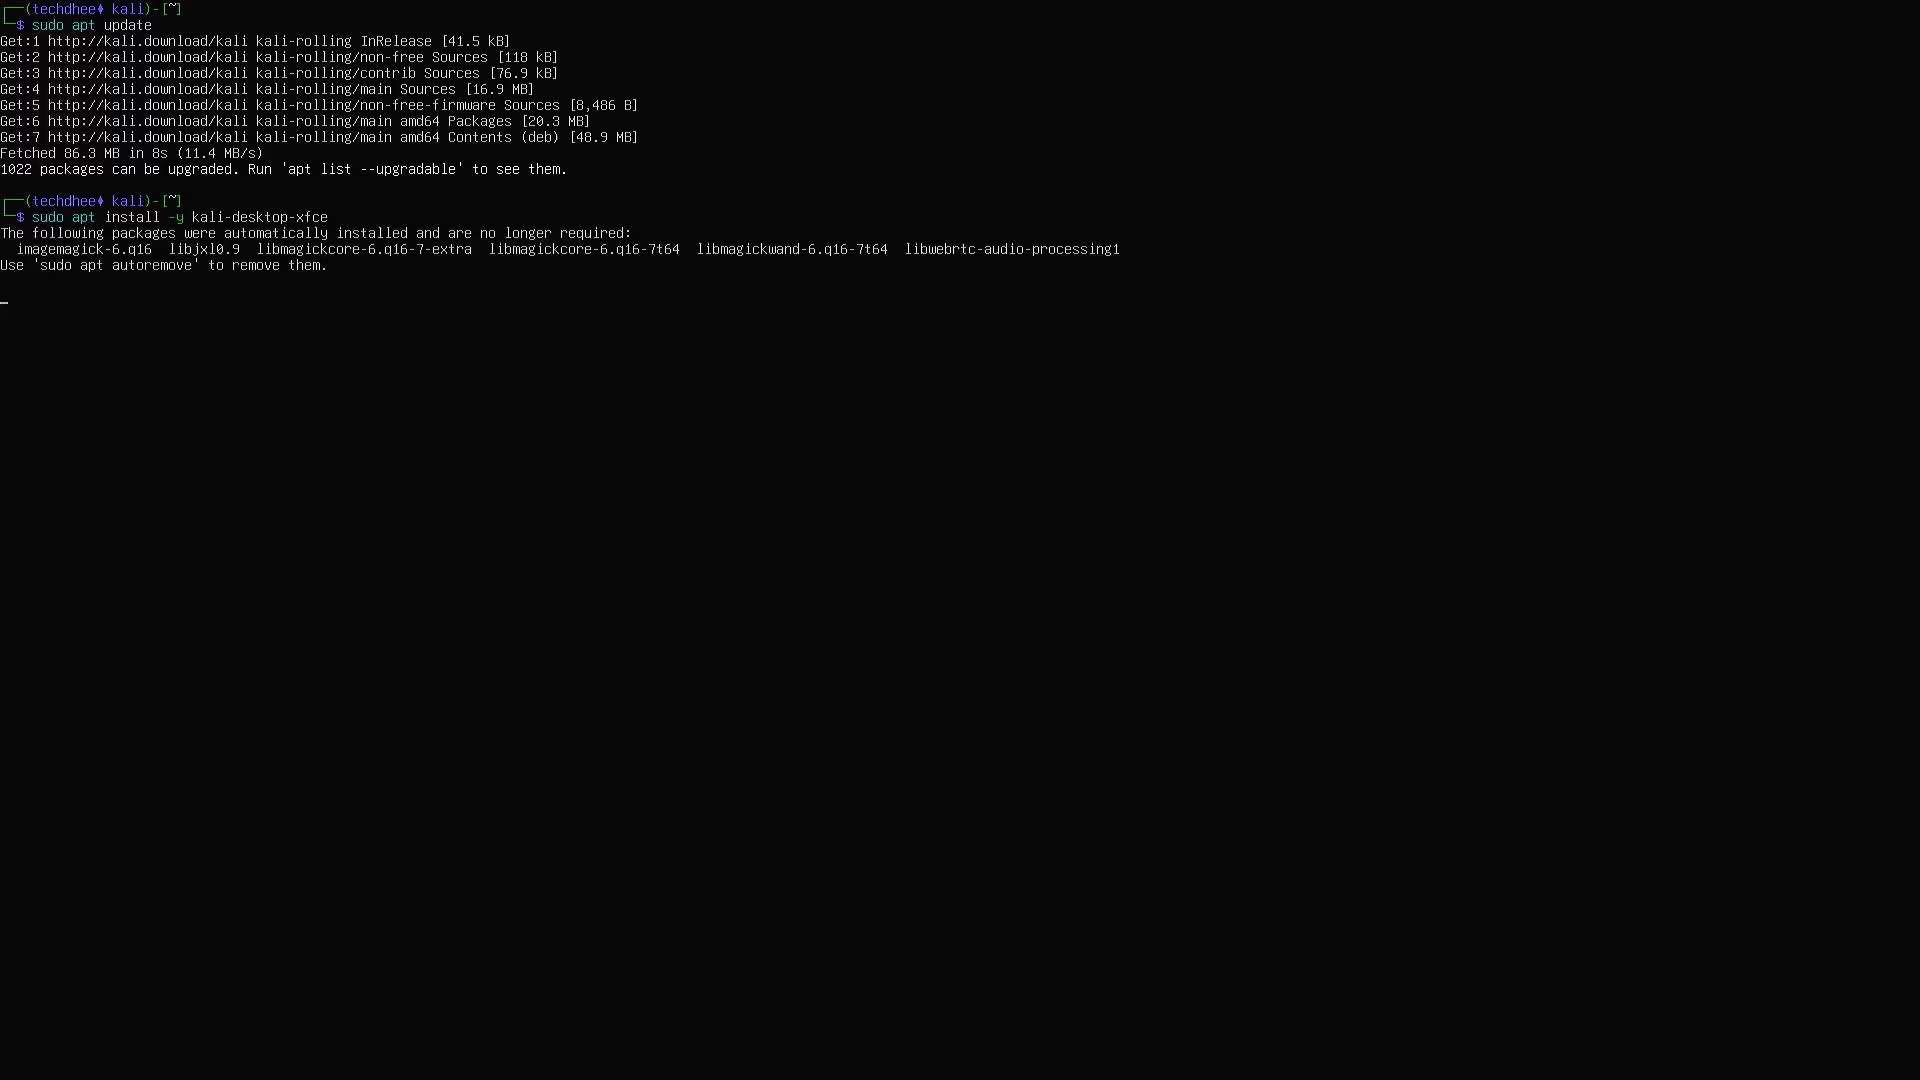 ┌──(techdhee♦ kali)-[~]
└─$ sudo apt update
Get:1 http://kali.download/kali kali-rolling InRelease [41.5 kB]
Get:2 http://kali.download/kali kali-rolling/non-free Sources [118 kB]
Get:3 http://kali.download/kali kali-rolling/contrib Sources [76.9 kB]
Get:4 http://kali.download/kali kali-rolling/main Sources [16.9 MB]
Get:5 http://kali.download/kali kali-rolling/non-free-firmware Sources [8,486 B]
Get:6 http://kali.download/kali kali-rolling/main amd64 Packages [20.3 MB]
Get:7 http://kali.download/kali kali-rolling/main amd64 Contents (deb) [48.9 MB]
Fetched 86.3 MB in 8s (11.4 MB/s)
1022 packages can be upgraded. Run 'apt list --upgradable' to see them.
┌──(techdhee♦ kali)-[~]
└─$ sudo apt install -y kali-desktop-xfce
The following packages were automatically installed and are no longer required:
imagemagick-6.q16 libjxl0.9 libmagickcore-6.q16-7-extra libmagickcore-6.q16-7t64 libmagickwand-6.q16-7t64 libwebrtc-audio-processing1
Use 'sudo apt autoremove' to remove them.